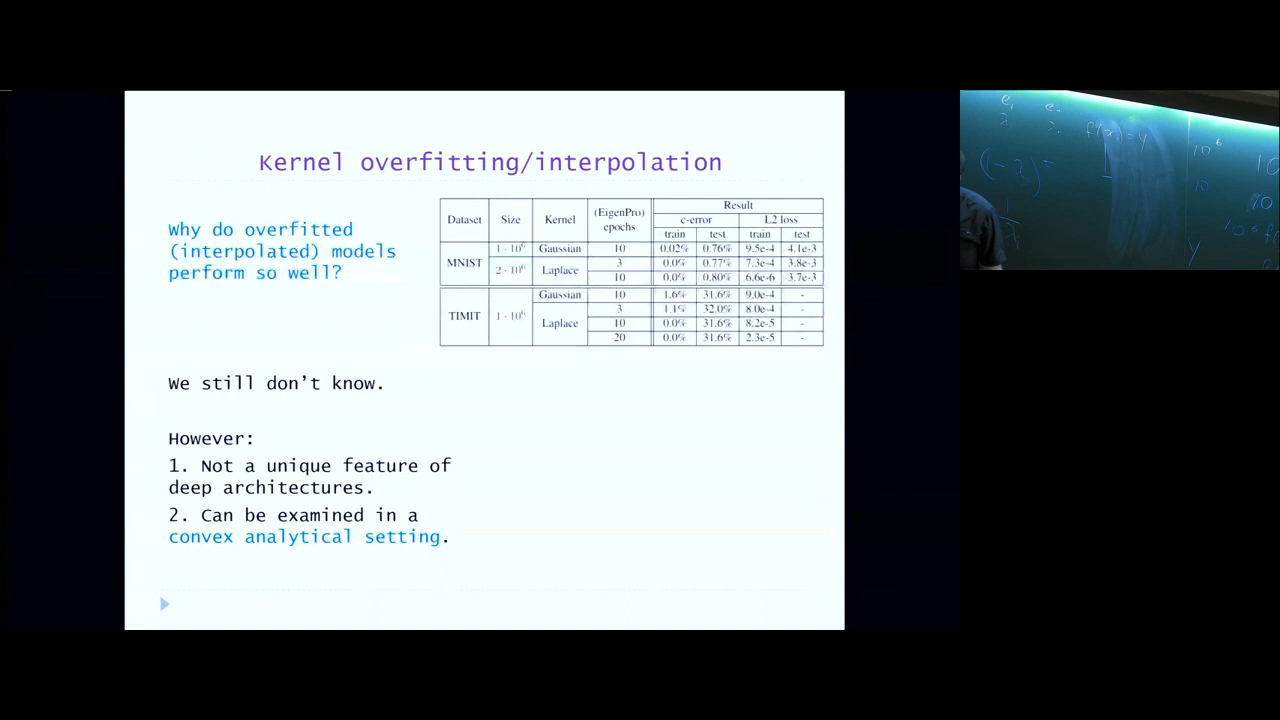 Kernel overfitting/interpolation
Why do overfitted
(interpolated) models
perform so well?
Dataset Size Kernel (EigenPro) epochs Result
c-error L2 loss
train test train test
MNIST 1 · 10⁶ Gaussian 10 0.02% 0.76% 9.5e-4 4.1e-3
2 · 10⁶ Laplace 3 0.0% 0.77% 7.3e-4 3.8e-3
10 0.0% 0.80% 6.6e-6 3.7e-3
TIMIT 1 · 10⁶ Gaussian 10 1.6% 31.6% 9.0e-4 -
Laplace 3 1.1% 32.0% 8.0e-4 -
10 0.0% 31.6% 8.2e-5 -
20 0.0% 31.6% 2.3e-5 -
We still don't know.
However:
1. Not a unique feature of
deep architectures.
2. Can be examined in a
convex analytical setting.
f(x) = y
10⁶
10